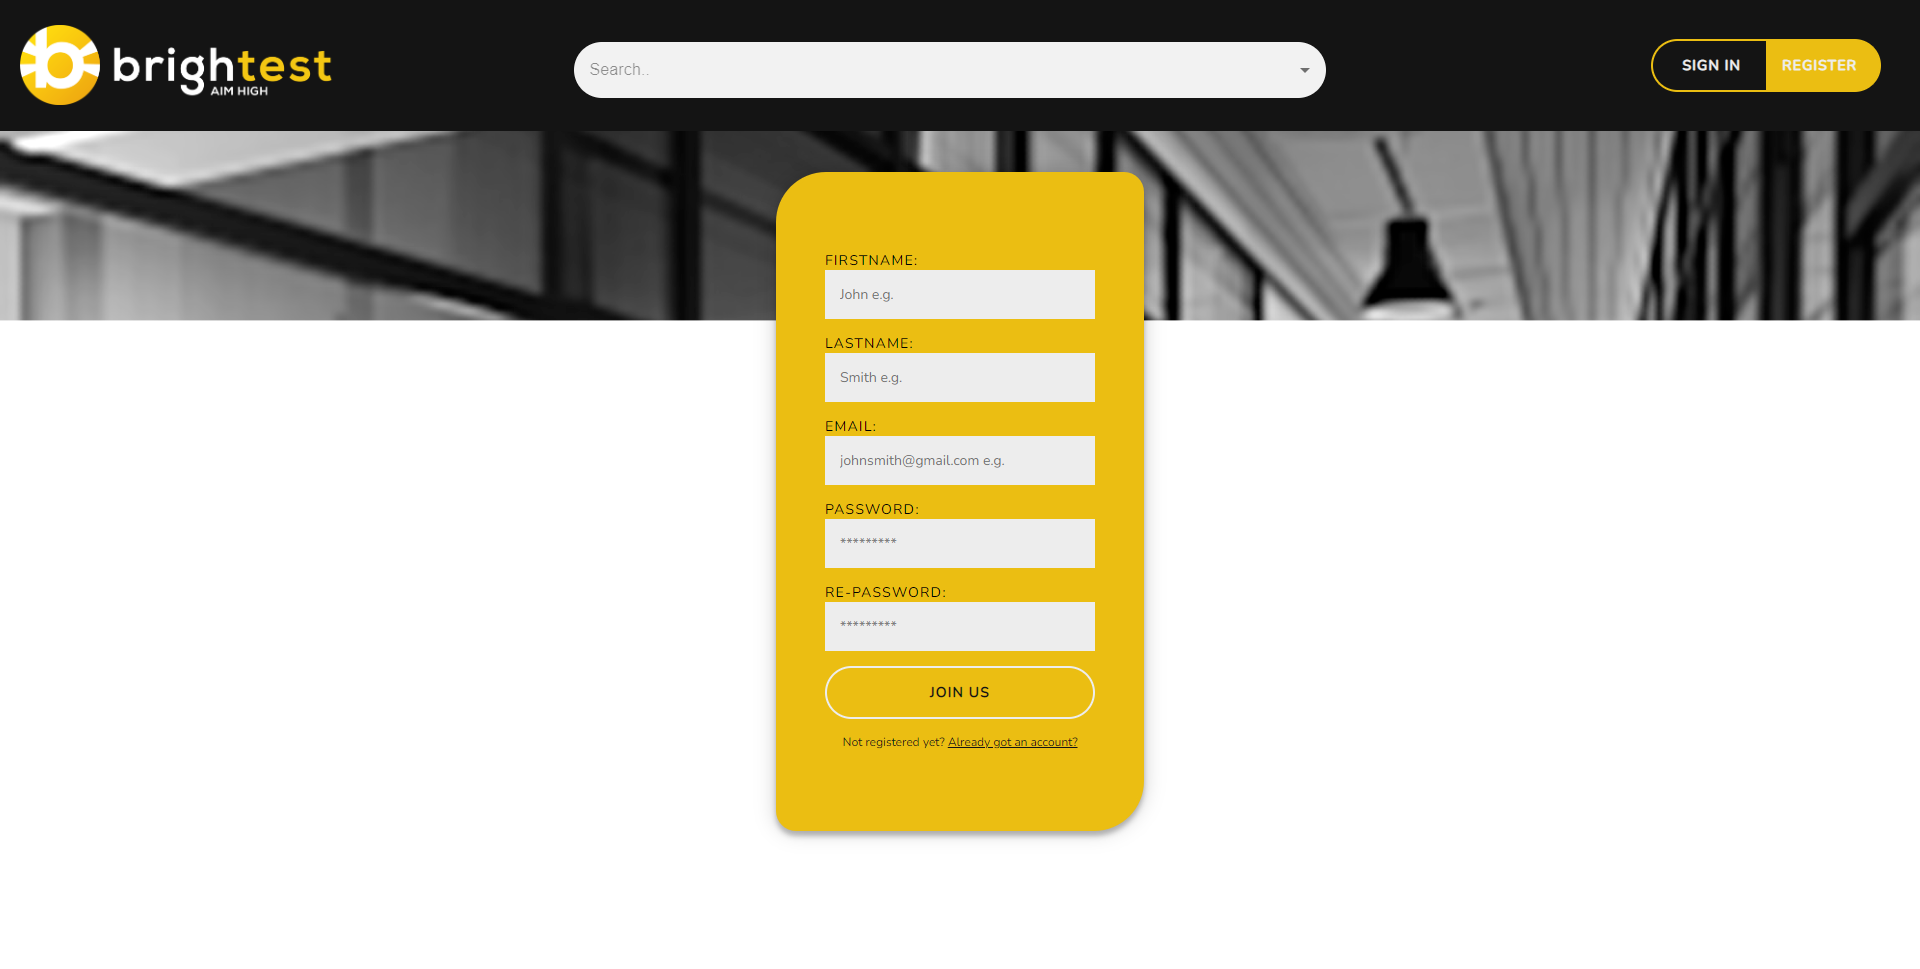 brightest
AIM HIGH
Search..
SIGN IN
REGISTER
FIRSTNAME:
John e.g.
LASTNAME:
Smith e.g.
EMAIL:
johnsmith@gmail.com e.g.
PASSWORD:
*********
RE-PASSWORD:
*********
JOIN US
Not registered yet? Already got an account?